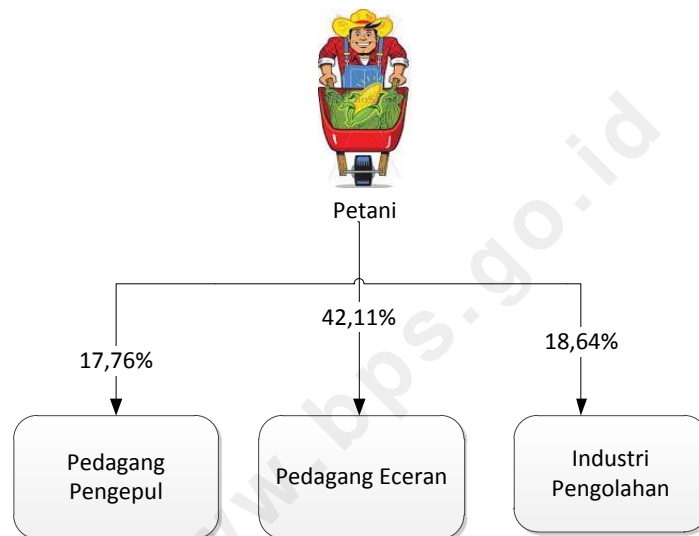 Petani
42,11%
17,76%
18,64%
Pedagang
Pengepul
Pedagang Eceran
Industri
Pengolahan
www.bps.go.id